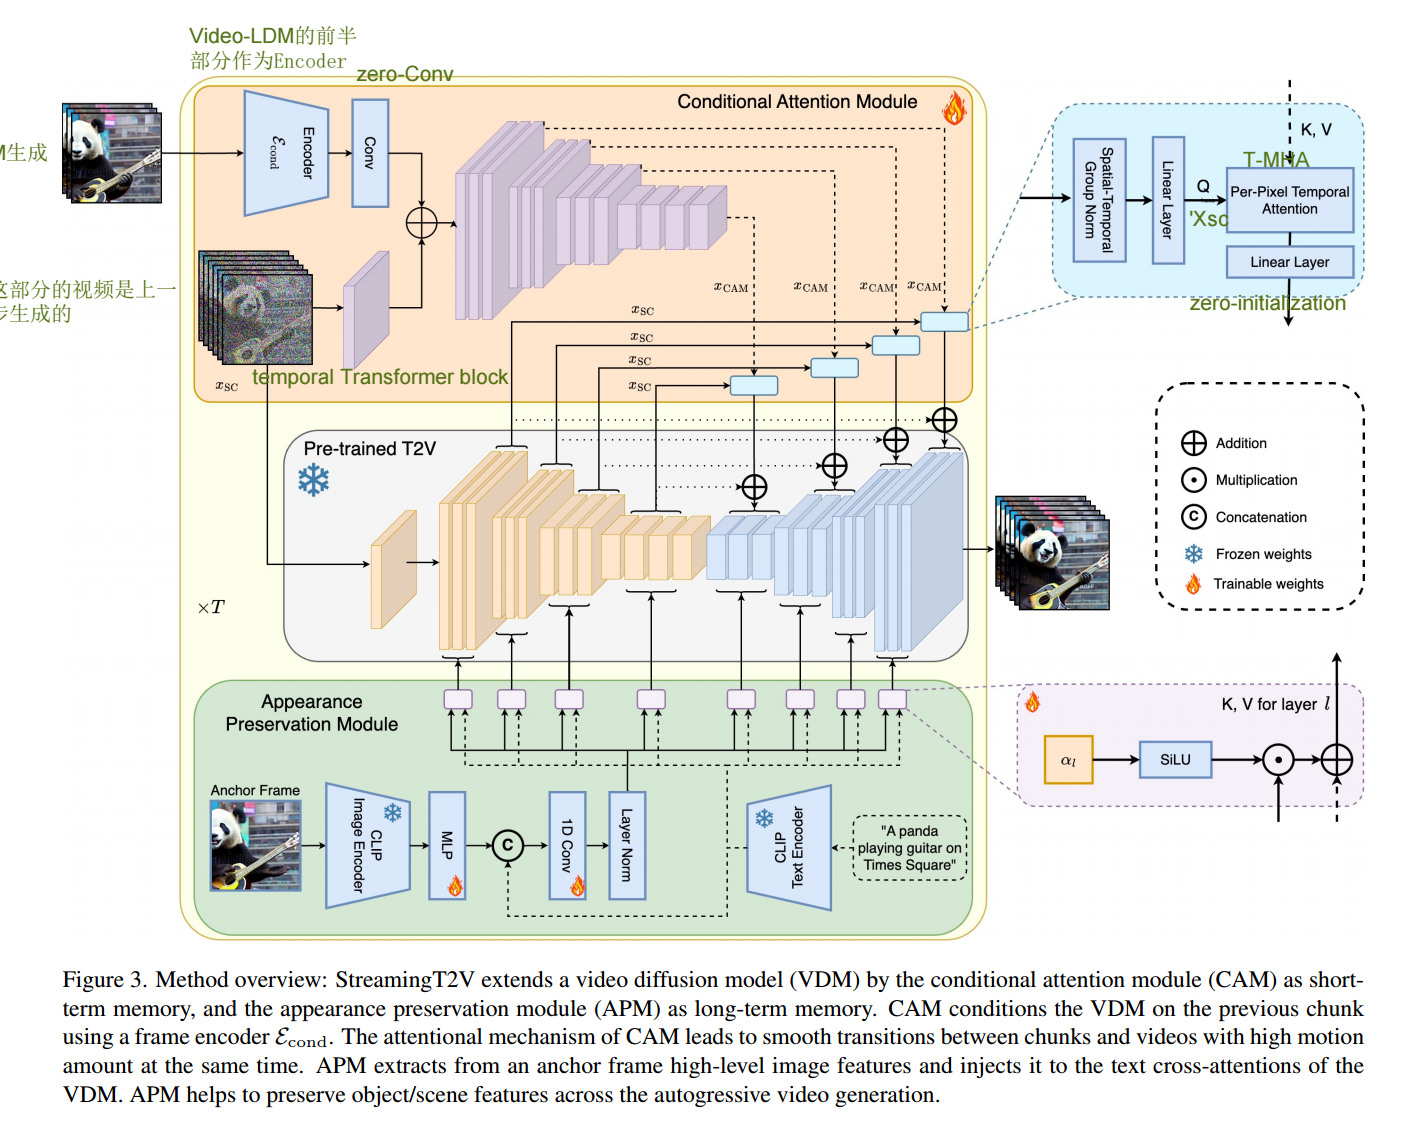 Video-LDM的前半
部分作为Encoder
zero-Conv
Conditional Attention Module
M生成
Encoder
ℰcond
Conv
这部分的视频是上一
步生成的
xSC
temporal Transformer block
xCAM
xCAM
xCAM
xCAM
xSC
xSC
xSC
xSC
K, V
T-MHA
Spatial-Temporal
Group Norm
Linear Layer
Q
'Xsc
Per-Pixel Temporal
Attention
Linear Layer
zero-initialization
Pre-trained T2V
×T
Addition
Multiplication
C
Concatenation
Frozen weights
Trainable weights
Appearance
Preservation Module
Anchor Frame
CLIP
Image Encoder
MLP
C
1D Conv
Layer Norm
CLIP
Text Encoder
"A panda
playing guitar on
Times Square"
K, V for layer l
αl
SiLU
Figure 3. Method overview: StreamingT2V extends a video diffusion model (VDM) by the conditional attention module (CAM) as short-
term memory, and the appearance preservation module (APM) as long-term memory. CAM conditions the VDM on the previous chunk
using a frame encoder ℰcond. The attentional mechanism of CAM leads to smooth transitions between chunks and videos with high motion
amount at the same time. APM extracts from an anchor frame high-level image features and injects it to the text cross-attentions of the
VDM. APM helps to preserve object/scene features across the autogressive video generation.